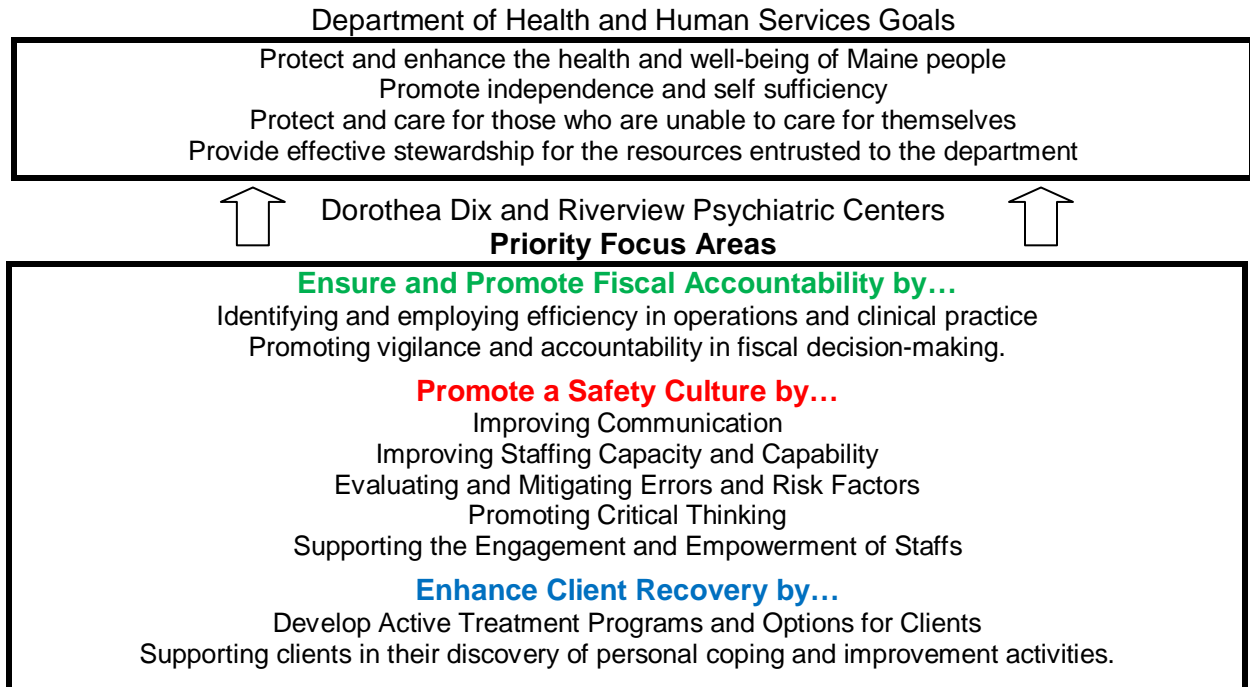 Department of Health and Human Services Goals
Protect and enhance the health and well-being of Maine people
Promote independence and self sufficiency
Protect and care for those who are unable to care for themselves
Provide effective stewardship for the resources entrusted to the department
Dorothea Dix and Riverview Psychiatric Centers
Priority Focus Areas
Ensure and Promote Fiscal Accountability by…
Identifying and employing efficiency in operations and clinical practice
Promoting vigilance and accountability in fiscal decision-making.
Promote a Safety Culture by…
Improving Communication
Improving Staffing Capacity and Capability
Evaluating and Mitigating Errors and Risk Factors
Promoting Critical Thinking
Supporting the Engagement and Empowerment of Staffs
Enhance Client Recovery by…
Develop Active Treatment Programs and Options for Clients
Supporting clients in their discovery of personal coping and improvement activities.